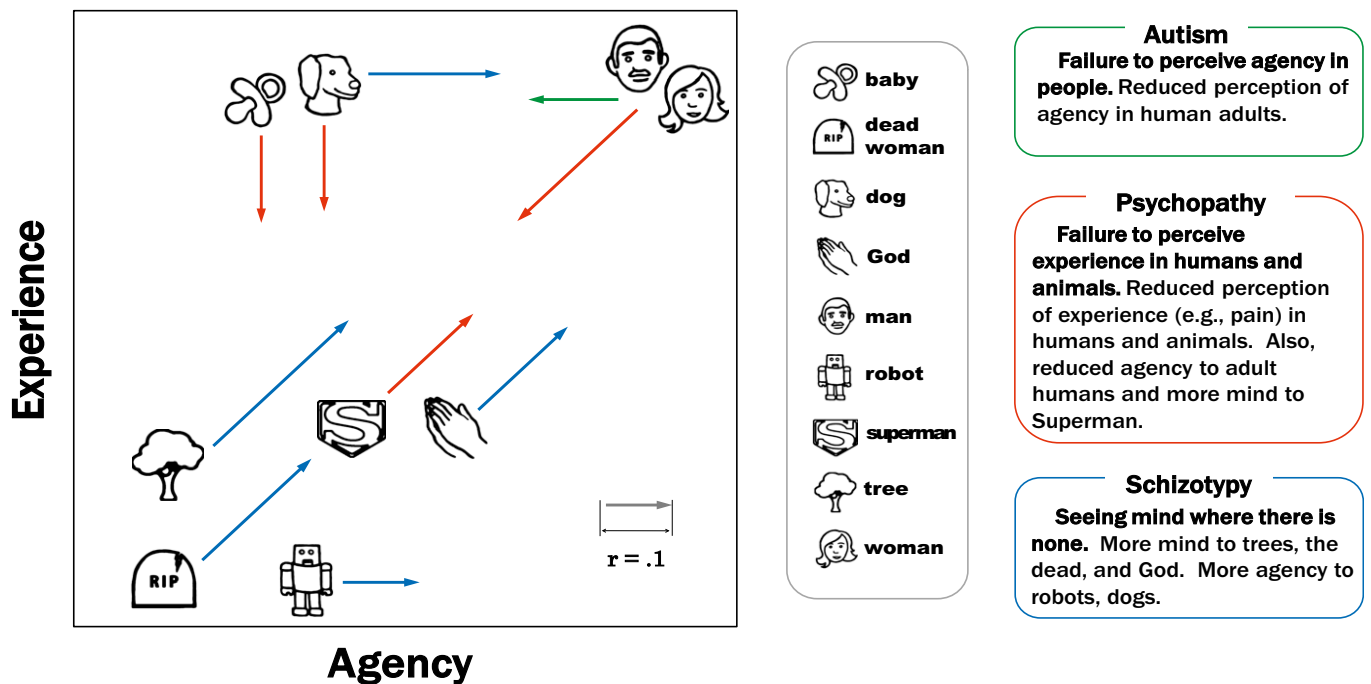 Experience
Agency
RIP
S
r = .1
baby
RIP
dead
woman
dog
God
man
robot
S
superman
tree
woman
Autism
Failure to perceive agency in
people. Reduced perception of
agency in human adults.
Psychopathy
Failure to perceive
experience in humans and
animals. Reduced perception
of experience (e.g., pain) in
humans and animals. Also,
reduced agency to adult
humans and more mind to
Superman.
Schizotypy
Seeing mind where there is
none. More mind to trees, the
dead, and God. More agency to
robots, dogs.